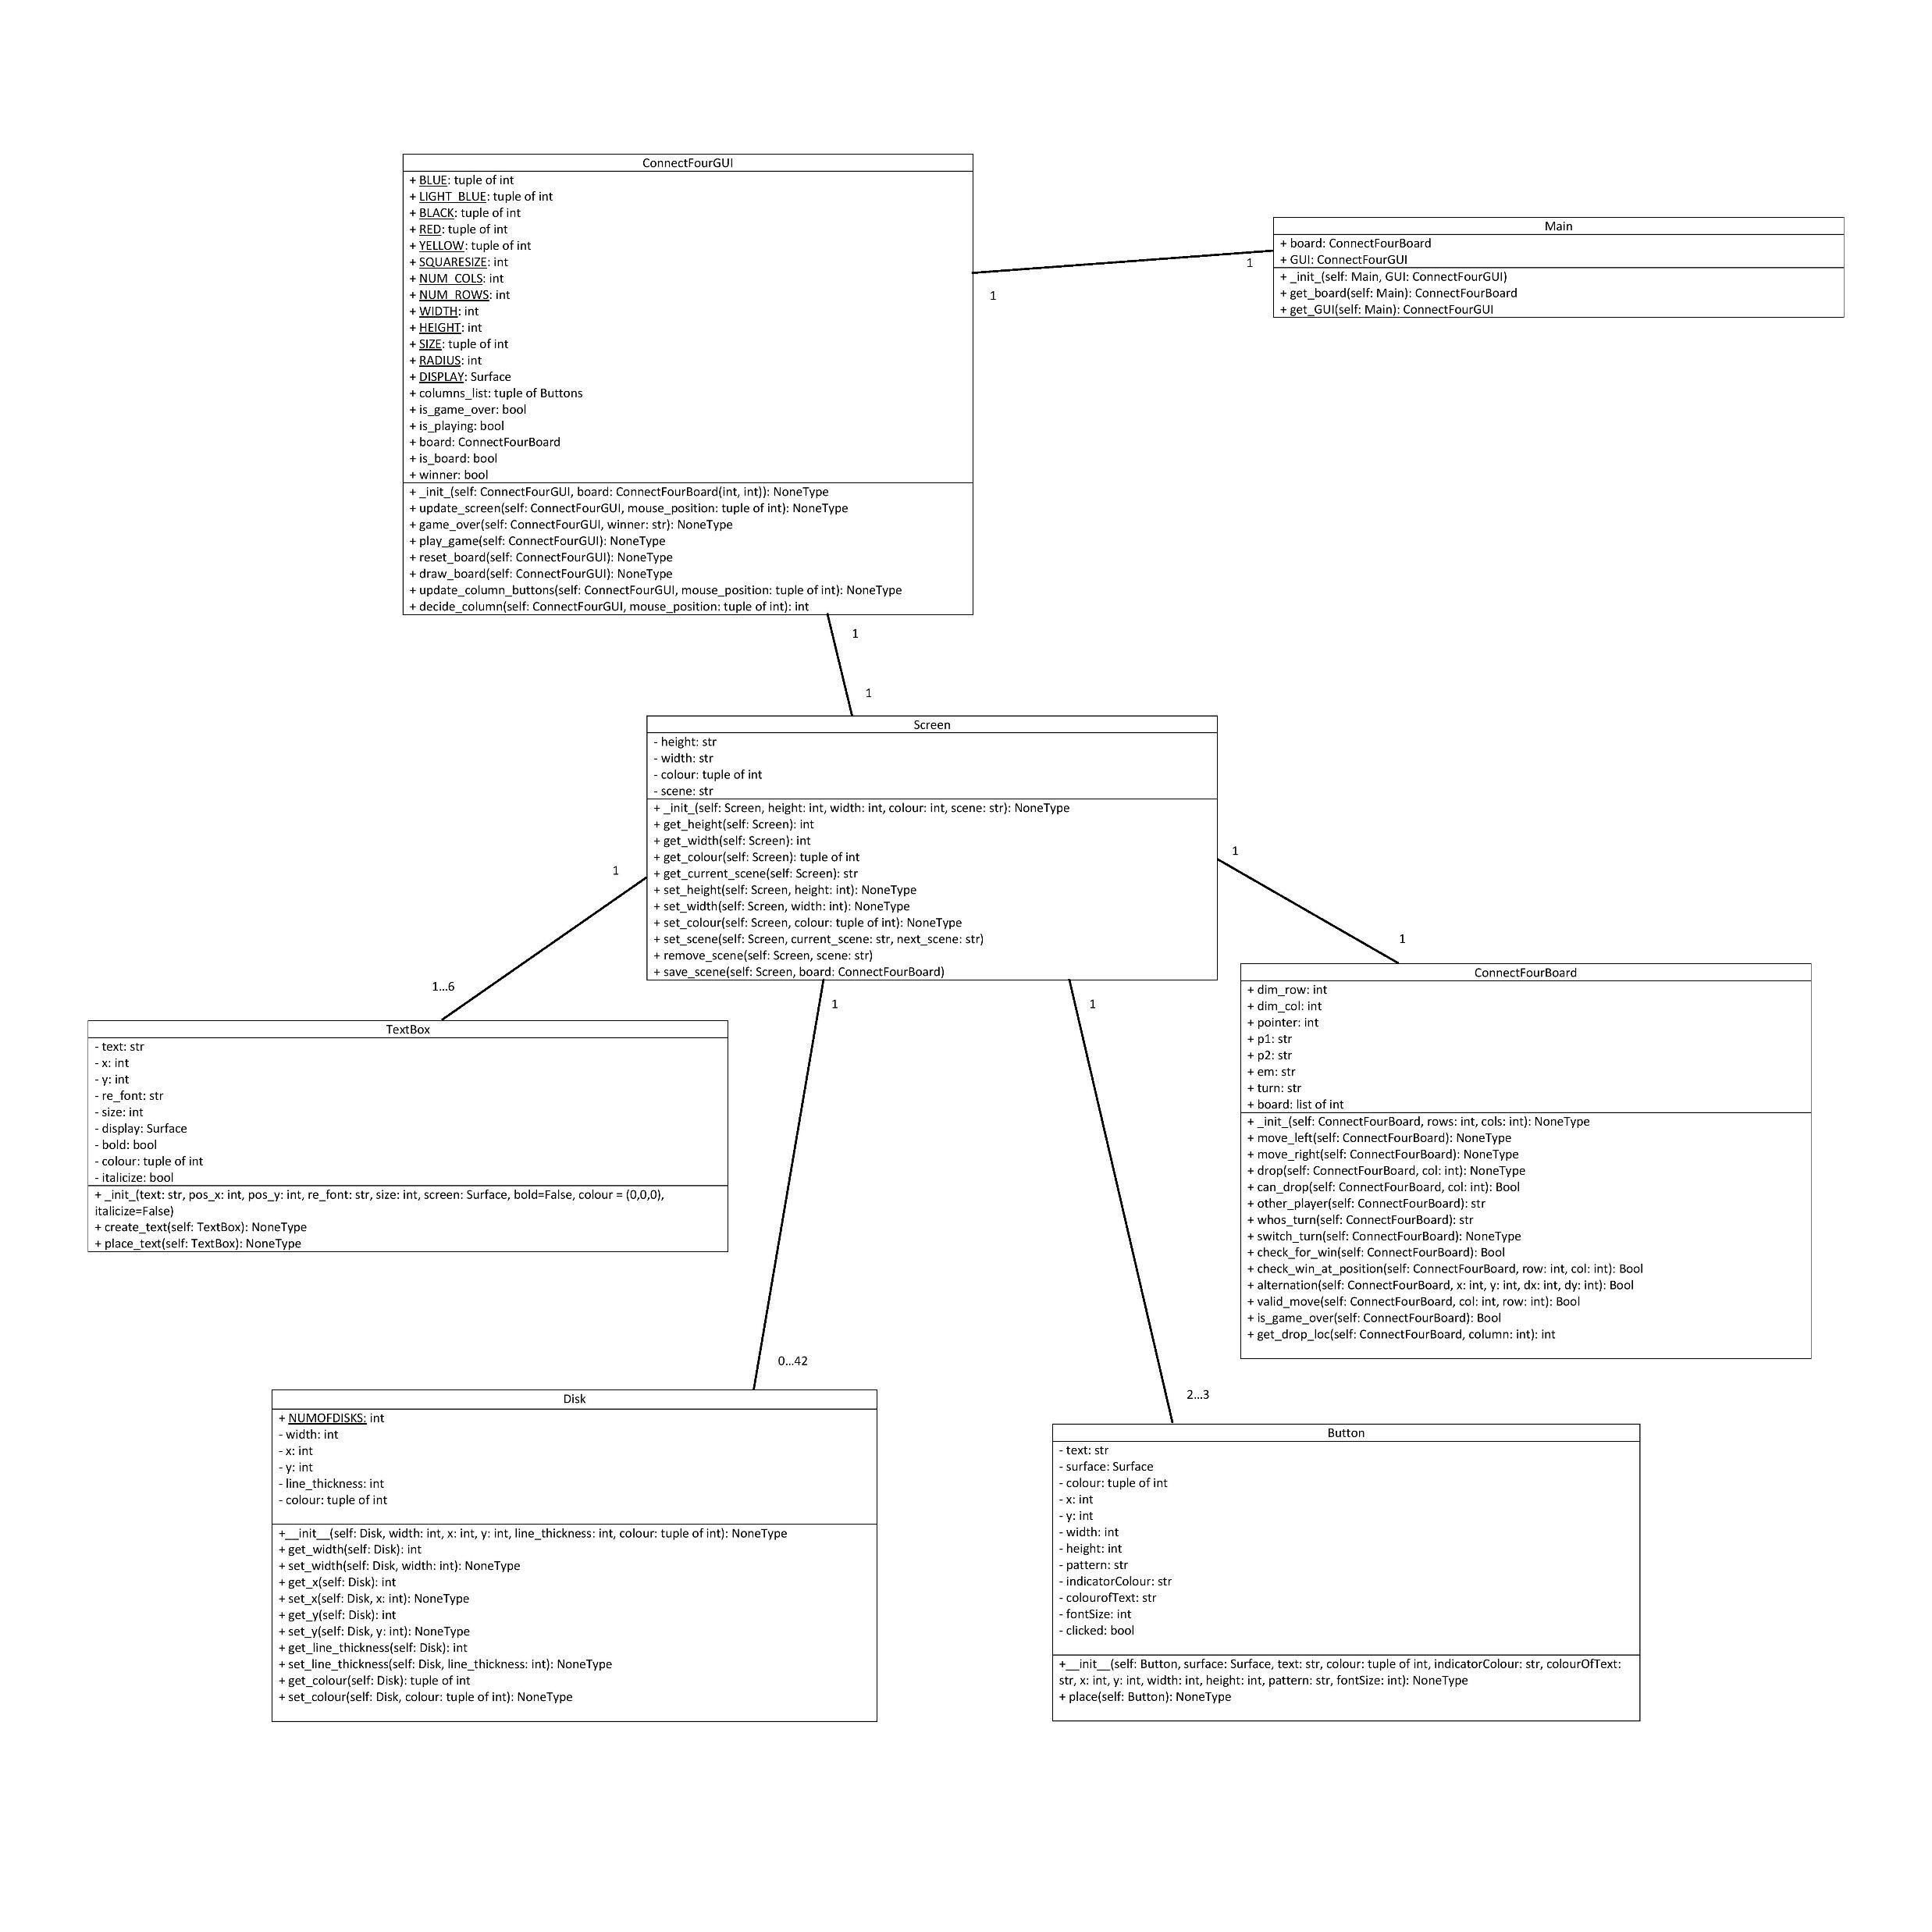 ConnectFourGUI
+ BLUE: tuple of int
+ LIGHT_BLUE: tuple of int
+ BLACK: tuple of int
+ RED: tuple of int
+ YELLOW: tuple of int
+ SQUARESIZE: int
+ NUM_COLS: int
+ NUM_ROWS: int
+ WIDTH: int
+ HEIGHT: int
+ SIZE: tuple of int
+ RADIUS: int
+ DISPLAY: Surface
+ columns_list: tuple of Buttons
+ is_game_over: bool
+ is_playing: bool
+ board: ConnectFourBoard
+ is_board: bool
+ winner: bool
+ _init_(self: ConnectFourGUI, board: ConnectFourBoard(int, int)): NoneType
+ update_screen(self: ConnectFourGUI, mouse_position: tuple of int): NoneType
+ game_over(self: ConnectFourGUI, winner: str): NoneType
+ play_game(self: ConnectFourGUI): NoneType
+ reset_board(self: ConnectFourGUI): NoneType
+ draw_board(self: ConnectFourGUI): NoneType
+ update_column_buttons(self: ConnectFourGUI, mouse_position: tuple of int): NoneType
+ decide_column(self: ConnectFourGUI, mouse_position: tuple of int): int
Main
+ board: ConnectFourBoard
+ GUI: ConnectFourGUI
+ _init_(self: Main, GUI: ConnectFourGUI)
+ get_board(self: Main): ConnectFourBoard
+ get_GUI(self: Main): ConnectFourGUI
1
1
1
1
Screen
- height: str
- width: str
- colour: tuple of int
- scene: str
+ _init_(self: Screen, height: int, width: int, colour: int, scene: str): NoneType
+ get_height(self: Screen): int
+ get_width(self: Screen): int
+ get_colour(self: Screen): tuple of int
+ get_current_scene(self: Screen): str
+ set_height(self: Screen, height: int): NoneType
+ set_width(self: Screen, width: int): NoneType
+ set_colour(self: Screen, colour: tuple of int): NoneType
+ set_scene(self: Screen, current_scene: str, next_scene: str)
+ remove_scene(self: Screen, scene: str)
+ save_scene(self: Screen, board: ConnectFourBoard)
1
1
1
1...6
1
1
TextBox
- text: str
- x: int
- y: int
- re_font: str
- size: int
- display: Surface
- bold: bool
- colour: tuple of int
- italicize: bool
+ _init_(text: str, pos_x: int, pos_y: int, re_font: str, size: int, screen: Surface, bold=False, colour = (0,0,0),
italicize=False)
+ create_text(self: TextBox): NoneType
+ place_text(self: TextBox): NoneType
ConnectFourBoard
+ dim_row: int
+ dim_col: int
+ pointer: int
+ p1: str
+ p2: str
+ em: str
+ turn: str
+ board: list of int
+ _init_(self: ConnectFourBoard, rows: int, cols: int): NoneType
+ move_left(self: ConnectFourBoard): NoneType
+ move_right(self: ConnectFourBoard): NoneType
+ drop(self: ConnectFourBoard, col: int): NoneType
+ can_drop(self: ConnectFourBoard, col: int): Bool
+ other_player(self: ConnectFourBoard): str
+ whos_turn(self: ConnectFourBoard): str
+ switch_turn(self: ConnectFourBoard): NoneType
+ check_for_win(self: ConnectFourBoard): Bool
+ check_win_at_position(self: ConnectFourBoard, row: int, col: int): Bool
+ alternation(self: ConnectFourBoard, x: int, y: int, dx: int, dy: int): Bool
+ valid_move(self: ConnectFourBoard, col: int, row: int): Bool
+ is_game_over(self: ConnectFourBoard): Bool
+ get_drop_loc(self: ConnectFourBoard, column: int): int
0...42
2...3
Disk
+ NUMOFDISKS: int
- width: int
- x: int
- y: int
- line_thickness: int
- colour: tuple of int
+__init__(self: Disk, width: int, x: int, y: int, line_thickness: int, colour: tuple of int): NoneType
+ get_width(self: Disk): int
+ set_width(self: Disk, width: int): NoneType
+ get_x(self: Disk): int
+ set_x(self: Disk, x: int): NoneType
+ get_y(self: Disk): int
+ set_y(self: Disk, y: int): NoneType
+ get_line_thickness(self: Disk): int
+ set_line_thickness(self: Disk, line_thickness: int): NoneType
+ get_colour(self: Disk): tuple of int
+ set_colour(self: Disk, colour: tuple of int): NoneType
Button
- text: str
- surface: Surface
- colour: tuple of int
- x: int
- y: int
- width: int
- height: int
- pattern: str
- indicatorColour: str
- colourofText: str
- fontSize: int
- clicked: bool
+__init__(self: Button, surface: Surface, text: str, colour: tuple of int, indicatorColour: str, colourOfText:
str, x: int, y: int, width: int, height: int, pattern: str, fontSize: int): NoneType
+ place(self: Button): NoneType